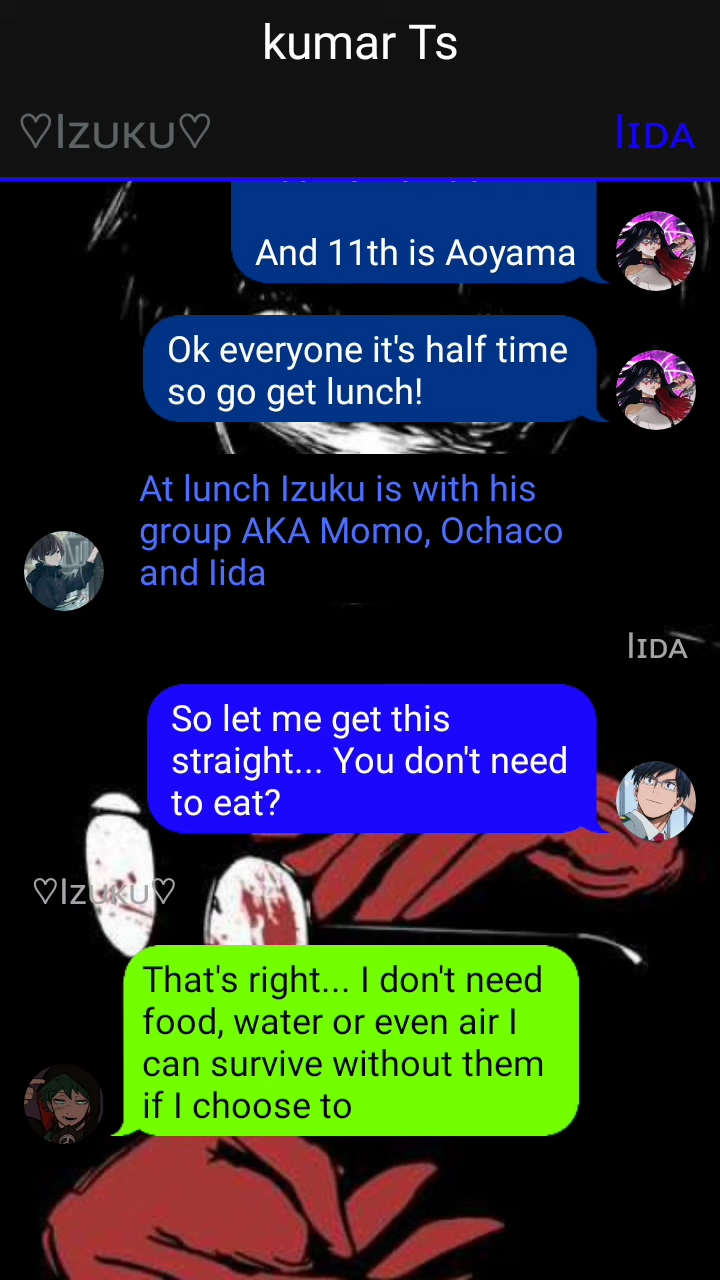 kumar Ts
♡Izuku♡
Iɪᴅᴀ
And 11th is Aoyama
Ok everyone it's half time
so go get lunch!
At lunch Izuku is with his
group AKA Momo, Ochaco
and Iida
Iɪᴅᴀ
So let me get this
straight... You don't need
to eat?
♡Izuku♡
That's right... I don't need
food, water or even air I
can survive without them
if I choose to